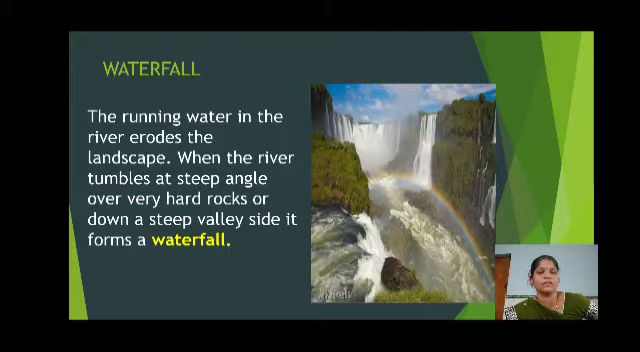 WATERFALL
The running water in the
river erodes the
landscape. When the river
tumbles at steep angle
over very hard rocks or
down a steep valley side it
forms a waterfall.